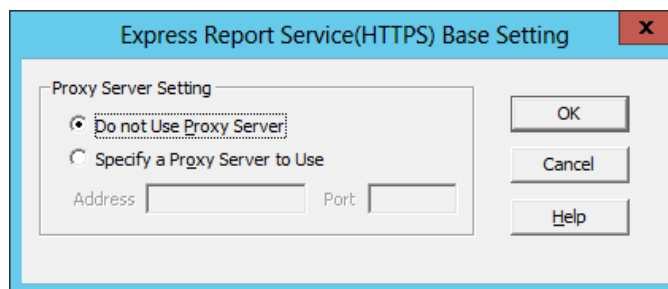 Express Report Service(HTTPS) Base Setting
x
Proxy Server Setting
Do not Use Proxy Server
Specify a Proxy Server to Use
Address
Port
OK
Cancel
Help